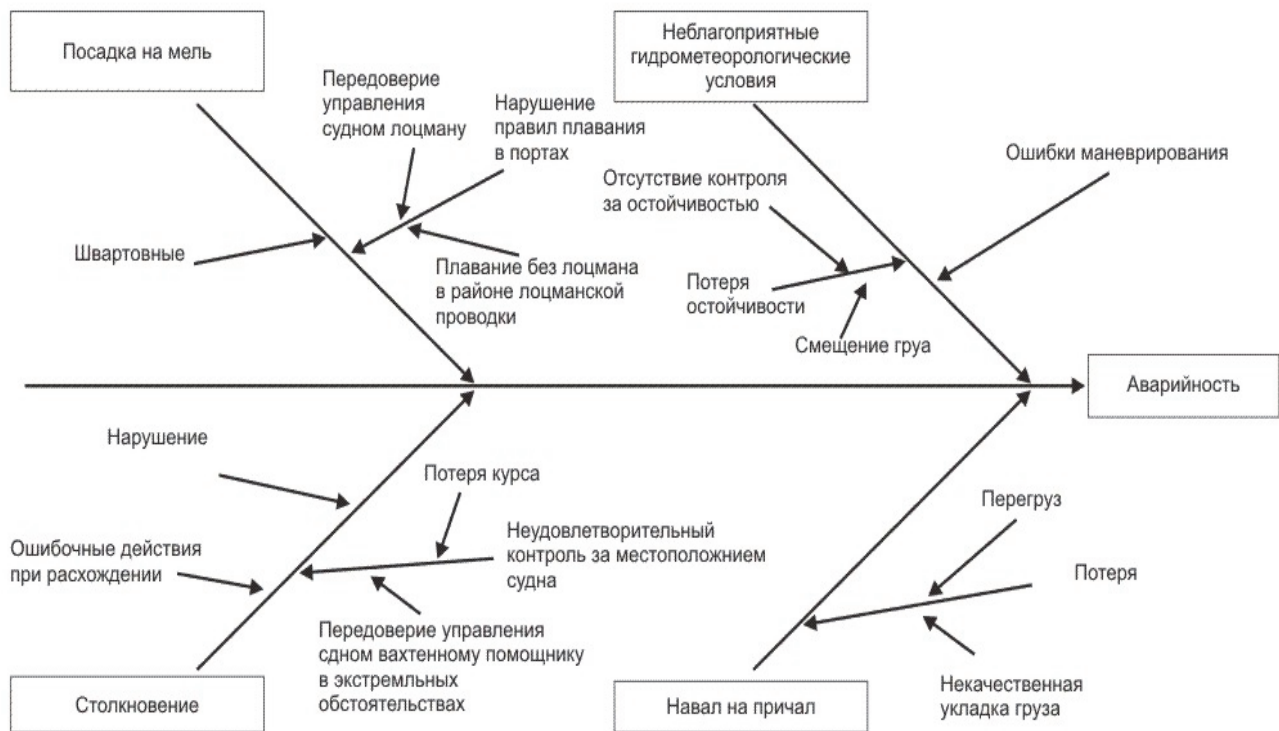 Посадка на мель
Неблагоприятные
гидрометеорологические
условия
Передоверие
управления
судном лоцману
Нарушение
правил плавания
в портах
Ошибки маневрирования
Отсутствие контроля
за остойчивостью
Швартовные
Плавание без лоцмана
в районе лоцманской
проводки
Потеря
остойчивости
Смещение груа
Аварийность
Нарушение
Потеря курса
Перегруз
Ошибочные действия
при расхождении
Неудовлетворительный
контроль за местоположнием
судна
Потеря
Передоверие управления
сдном вахтенному помощнику
в экстремльных
обстоятельствах
Некачественная
укладка груза
Столкновение
Навал на причал